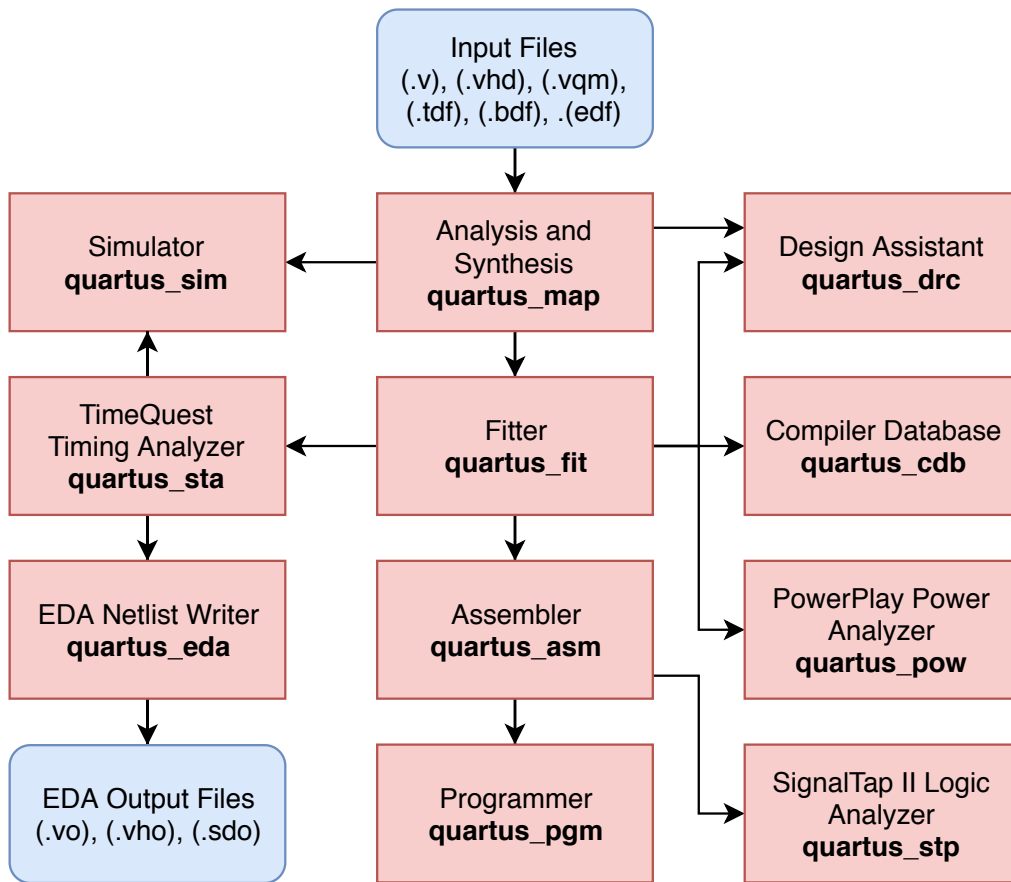 Input Files
(.v), (.vhd), (.vqm),
(.tdf), (.bdf), .(edf)
Simulator
quartus_sim
Analysis and
Synthesis
quartus_map
Design Assistant
quartus_drc
TimeQuest
Timing Analyzer
quartus_sta
Fitter
quartus_fit
Compiler Database
quartus_cdb
EDA Netlist Writer
quartus_eda
Assembler
quartus_asm
PowerPlay Power
Analyzer
quartus_pow
EDA Output Files
(.vo), (.vho), (.sdo)
Programmer
quartus_pgm
SignalTap II Logic
Analyzer
quartus_stp